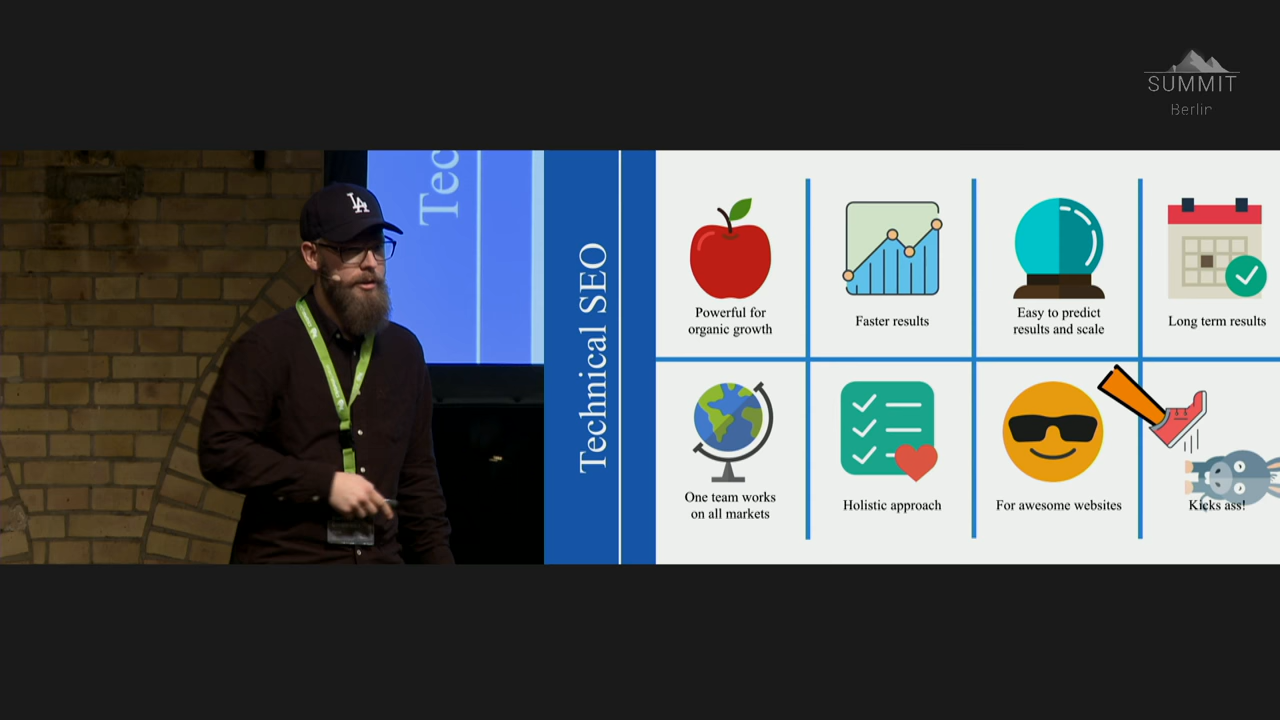 SUMMIT
Berlin
LA
Tec
Technical SEO
Powerful for
organic growth
Faster results
Easy to predict
results and scale
Long term results
One team works
on all markets
Holistic approach
For awesome websites
Kicks ass!